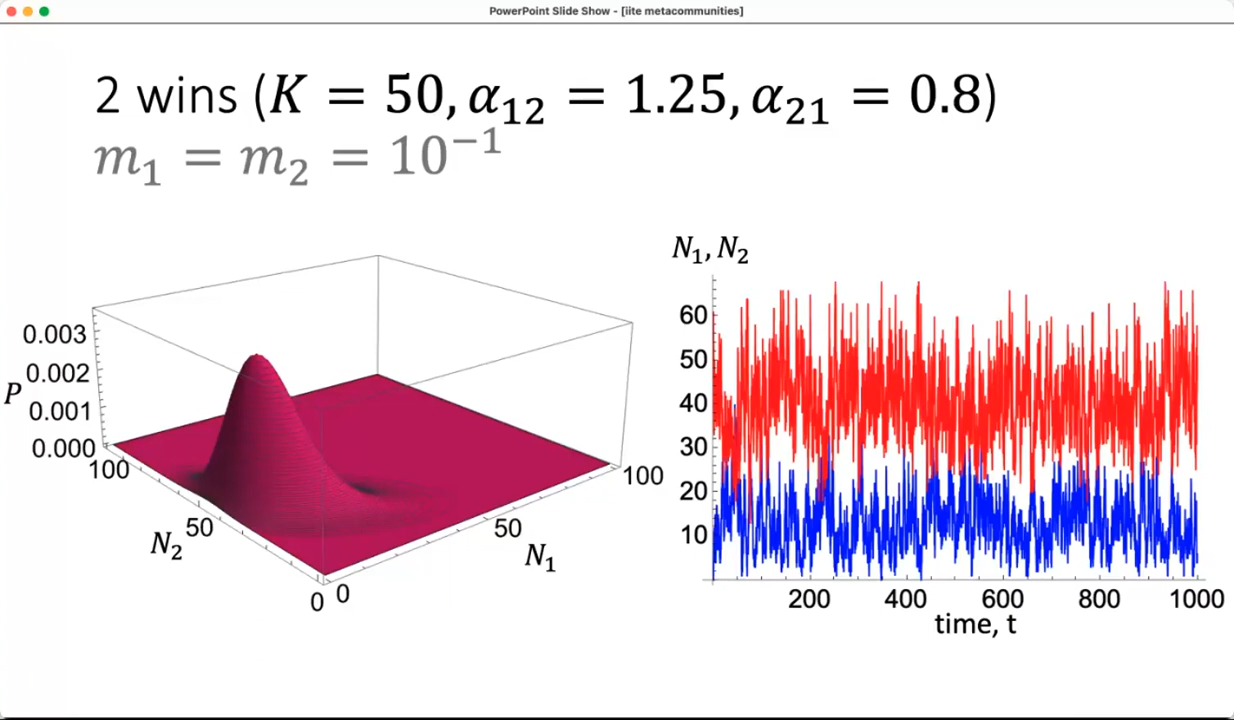 PowerPoint Slide Show - [iite metacommunities]
2 wins (K = 50, α₁₂ = 1.25, α₂₁ = 0.8)
m₁ = m₂ = 10⁻¹
N₁, N₂
0.003
0.002
P
0.001
0.000
100
50
N₂
0
0
50
N₁
100
60
50
40
30
20
10
200 400 600 800 1000
time, t